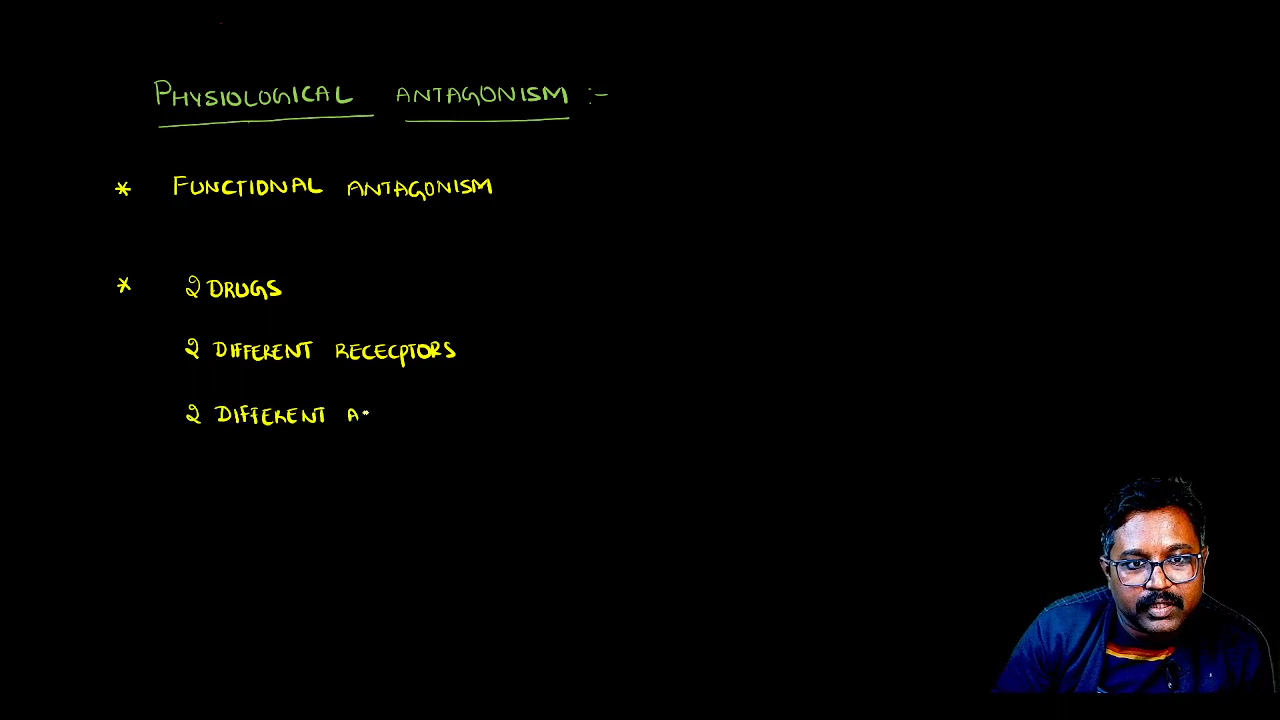 PHYSIOLOGICAL ANTAGONISM :-
* FUNCTIONAL ANTAGONISM
* 2 DRUGS
2 DIFFERENT RECECPTORS
2 DIFFERENT A